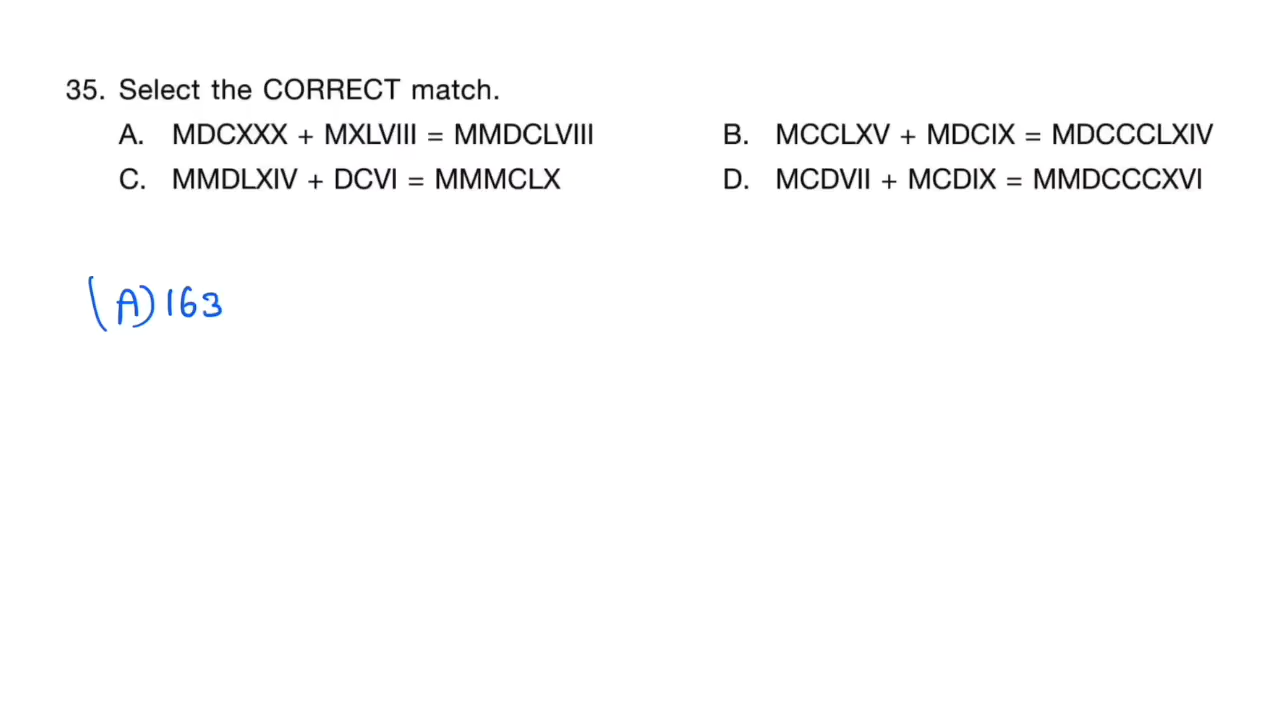 35. Select the CORRECT match.
A. MDCXXX + MXLVIII = MMDCLVIII B. MCCLXV + MDCIX = MDCCCLXIV
C. MMDLXIV + DCVI = MMMCLX D. MCDVII + MCDIX = MMDCCCXVI
(A) 163